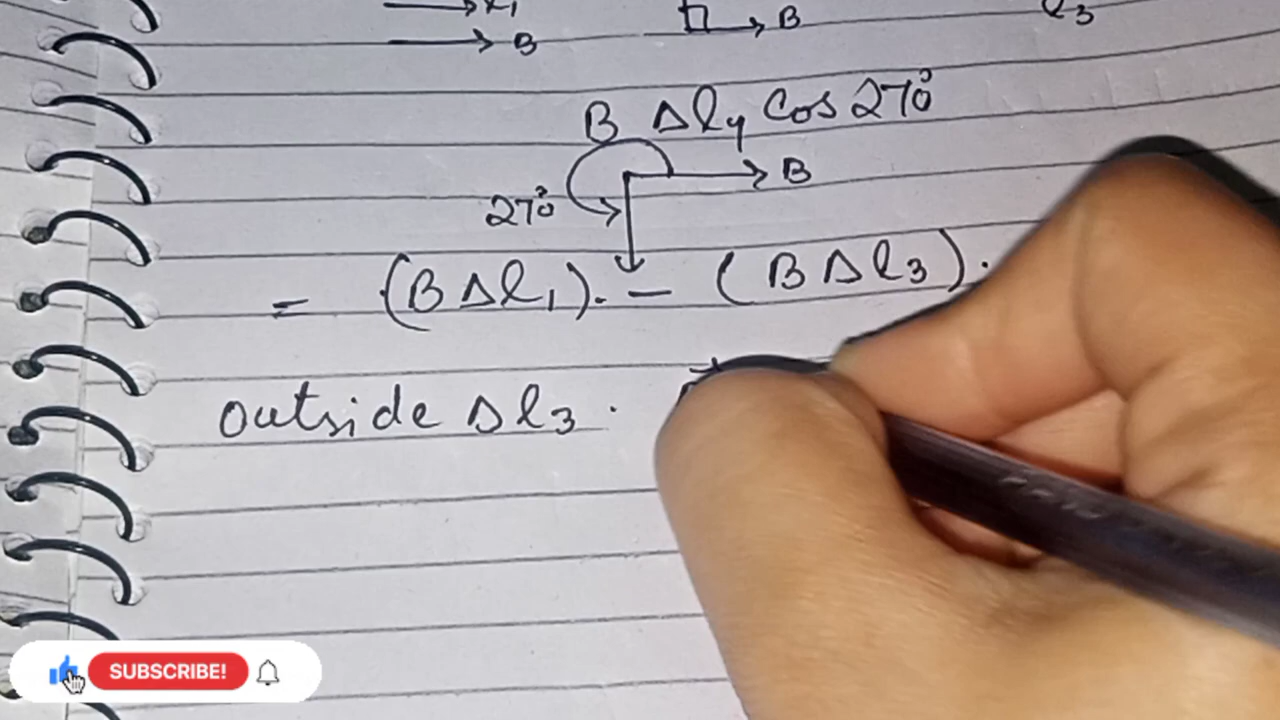 B
B
l₃
B Δl₄ cos 270°
B
270°
= (B Δl₁). − (B Δl₃).
outside Δl₃.
SUBSCRIBE!